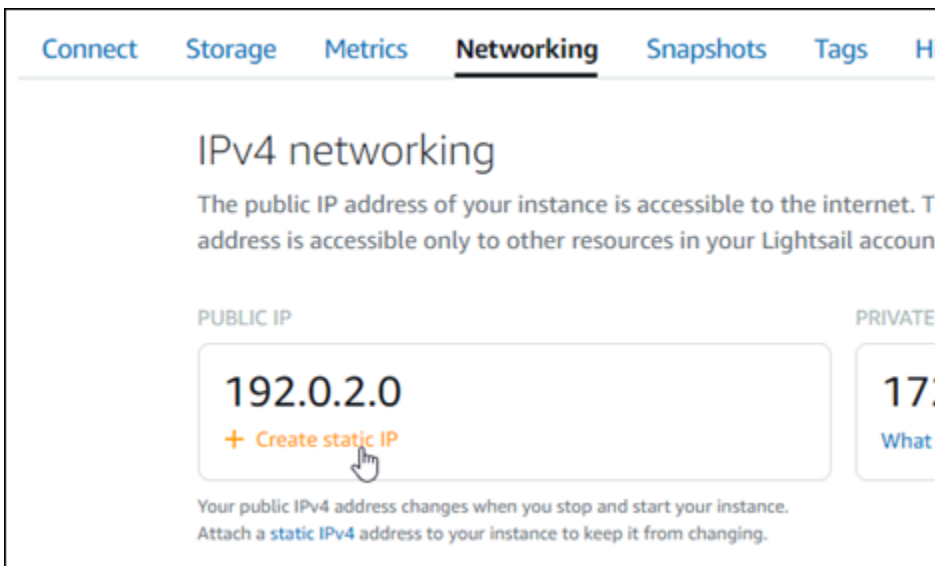 Connect Storage Metrics Networking Snapshots Tags
IPv4 networking
The public IP address of your instance is accessible to the internet.
address is accessible only to other resources in your Lightsail
PUBLIC IP
PRIVATE
192.0.2.0
+ Create static IP
What
Your public IPv4 address changes when you stop and start your instance.
Attach a static IPv4 address to your instance to keep it from changing.